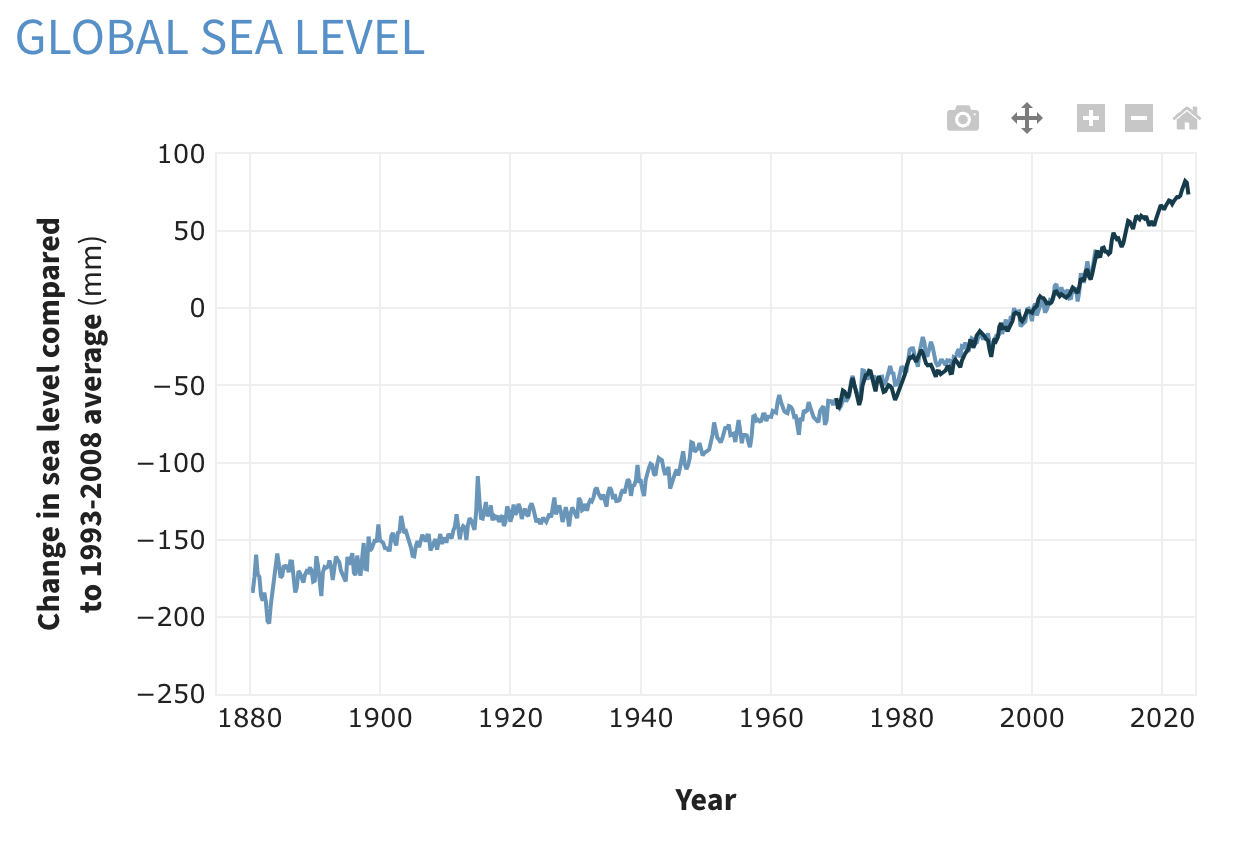 GLOBAL SEA LEVEL
100
50
0
−50
−100
−150
−200
−250
Change in sea level compared
to 1993-2008 average (mm)
1880 1900 1920 1940 1960 1980 2000 2020
Year